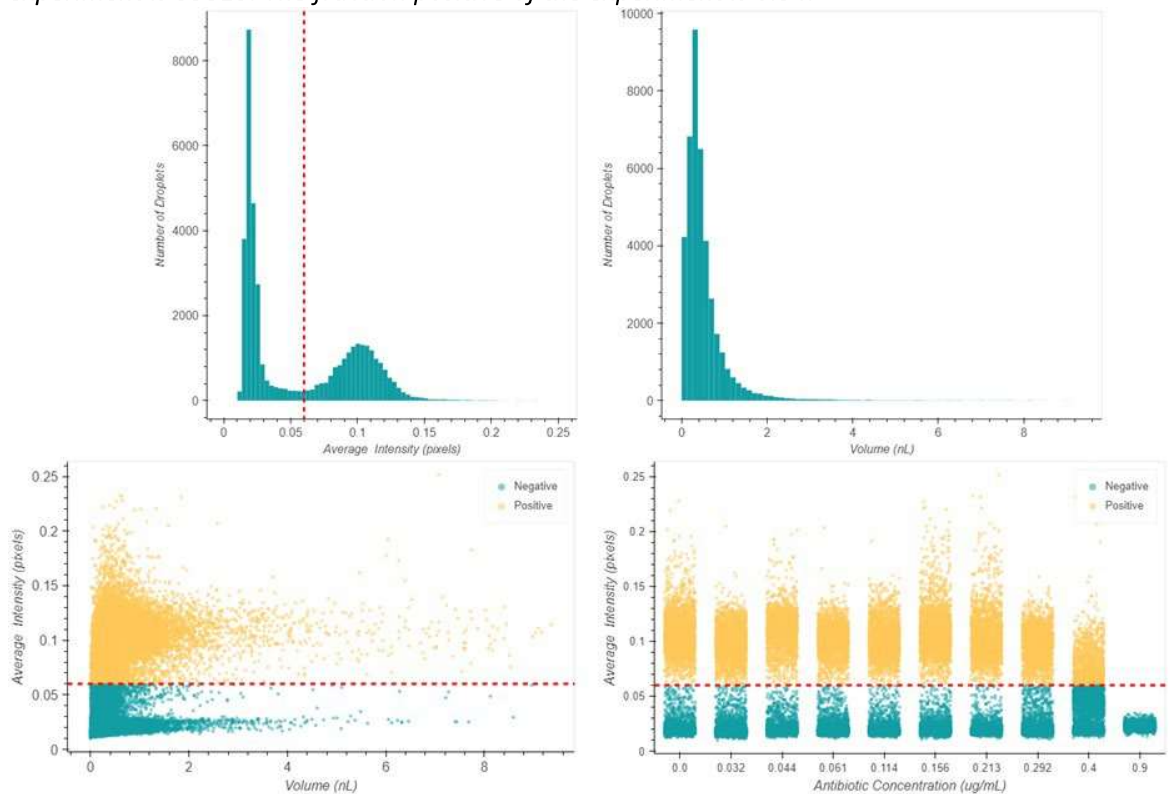 8000
6000
4000
2000
0
Number of Droplets
0 0.05 0.1 0.15 0.2 0.25
Average Intensity (pixels)
10000
8000
6000
4000
2000
0
Number of Droplets
0 2 4 6 8
Volume (nL)
0.25
0.2
0.15
0.1
0.05
0
Average Intensity (pixels)
Negative
Positive
0 2 4 6 8
Volume (nL)
0.25
0.2
0.15
0.1
0.05
0
Average Intensity (pixels)
Negative
Positive
0.0 0.032 0.044 0.061 0.114 0.156 0.213 0.292 0.4 0.9
Antibiotic Concentration (ug/mL)